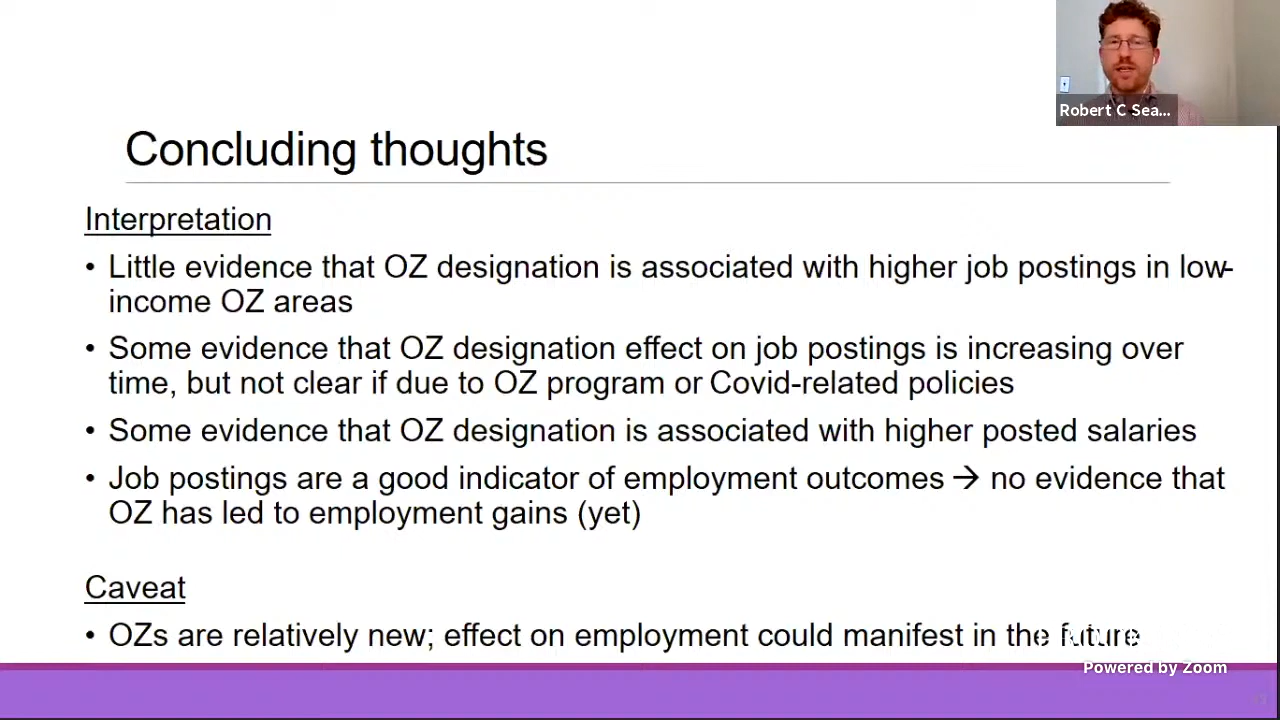 Robert C Sea...
Concluding thoughts
Interpretation
• Little evidence that OZ designation is associated with higher job postings in low-
income OZ areas
• Some evidence that OZ designation effect on job postings is increasing over
time, but not clear if due to OZ program or Covid-related policies
• Some evidence that OZ designation is associated with higher posted salaries
• Job postings are a good indicator of employment outcomes → no evidence that
OZ has led to employment gains (yet)
Caveat
• OZs are relatively new; effect on employment could manifest in the future
Powered by Zoom